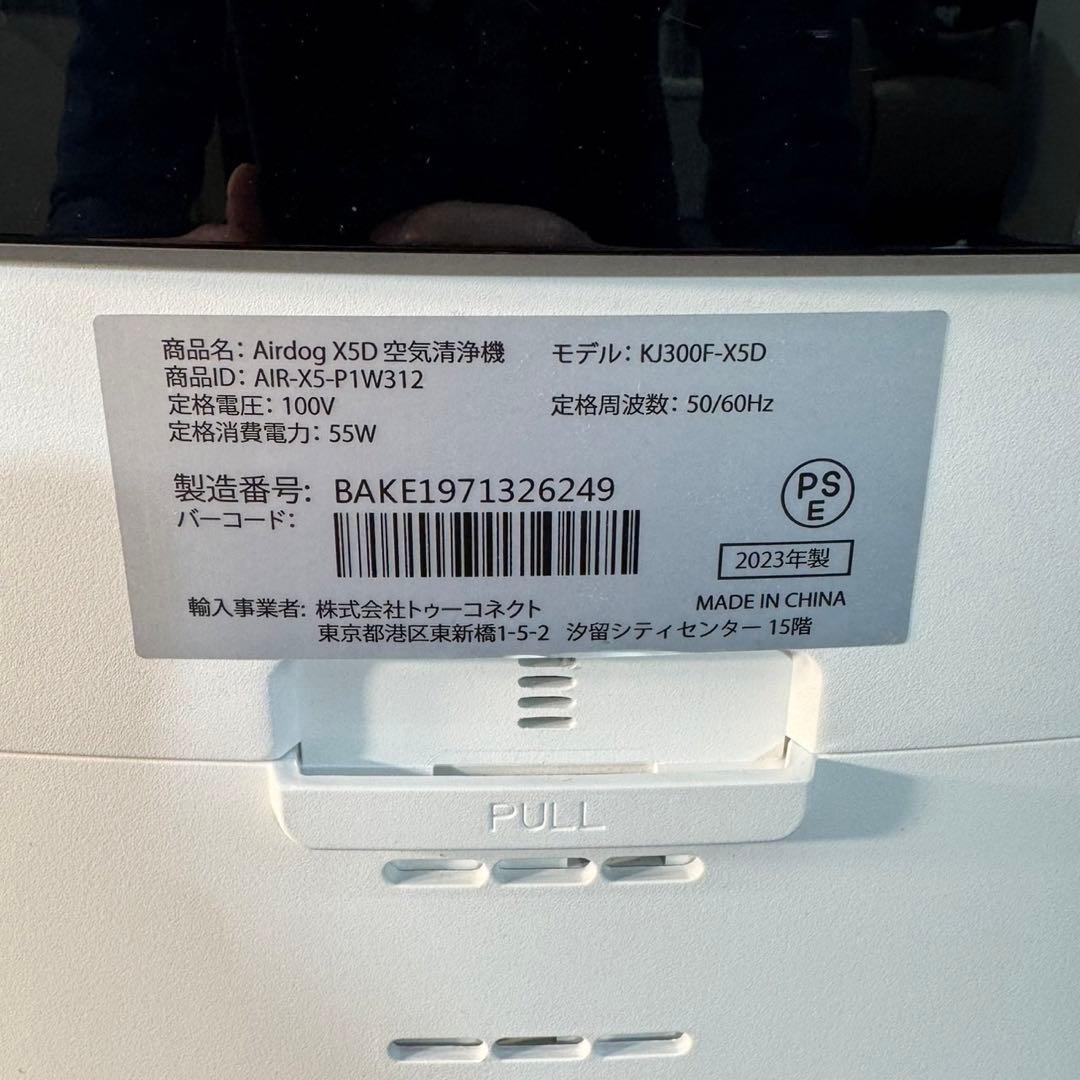 商品名: Airdog X5D 空気清浄機 モデル: KJ300F-X5D
商品ID: AIR-X5-P1W312
定格電圧: 100V 定格周波数: 50/60Hz
定格消費電力: 55W
製造番号: BAKE1971326249
バーコード:
PSE
2023年製
輸入事業者: 株式会社トゥーコネクト MADE IN CHINA
東京都港区東新橋1-5-2 汐留シティセンター 15階
PULL